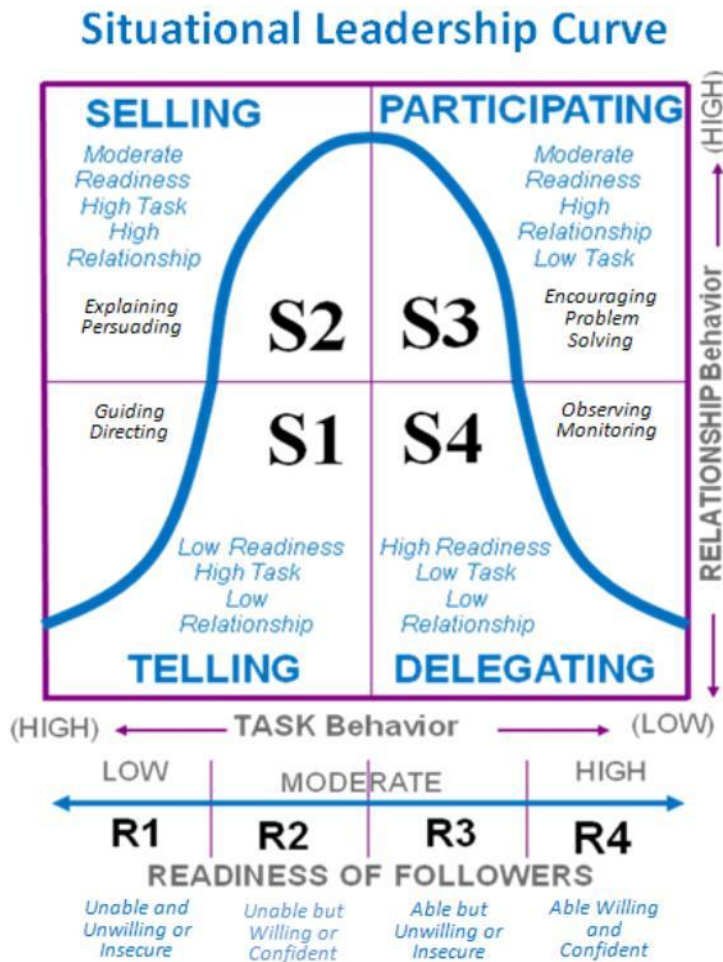 Situational Leadership Curve
SELLING
Moderate
Readiness
High Task
High
Relationship
Explaining
Persuading
S2
PARTICIPATING
Moderate
Readiness
High
Relationship
Low Task
Encouraging
Problem
Solving
S3
Guiding
Directing
S1
Low Readiness
High Task
Low
Relationship
TELLING
S4
Observing
Monitoring
High Readiness
Low Task
Low
Relationship
DELEGATING
(HIGH)
RELATIONSHIP Behavior
(HIGH)
TASK Behavior
(LOW)
LOW
MODERATE
HIGH
R1
R2
R3
R4
READINESS OF FOLLOWERS
Unable and
Unwilling or
Insecure
Unable but
Willing or
Confident
Able but
Unwilling or
Insecure
Able Willing
and
Confident